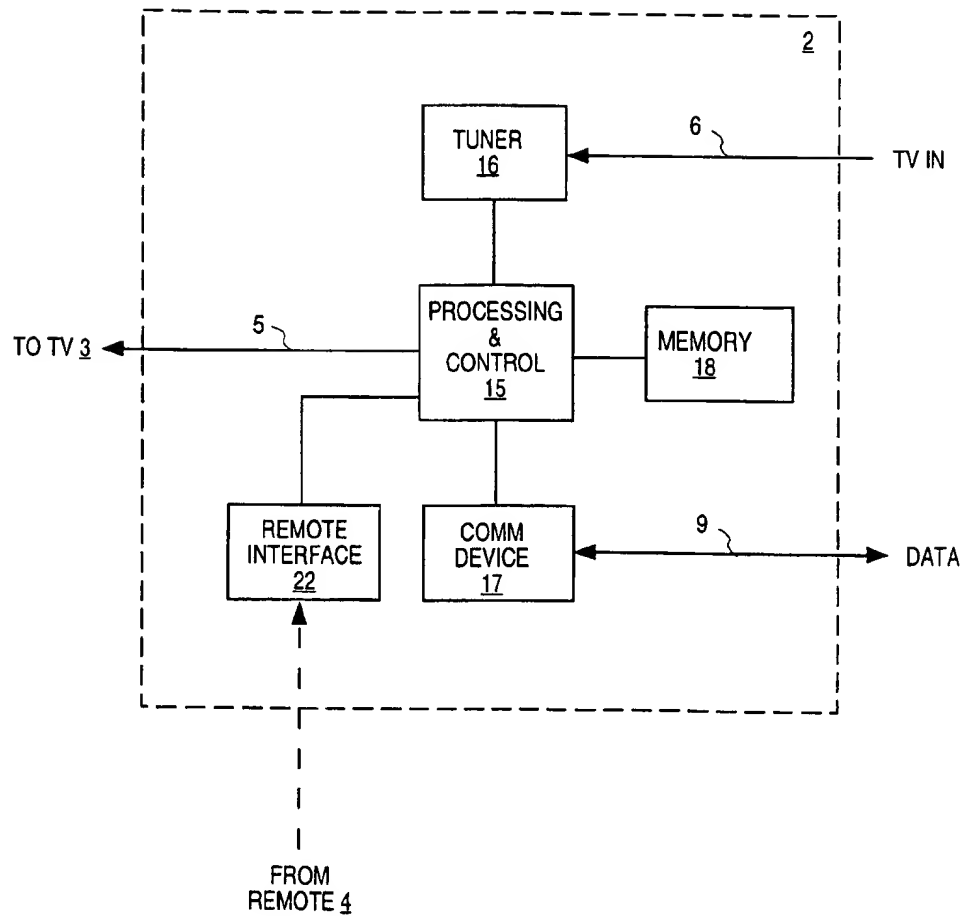 2
TUNER
16
6
TV IN
PROCESSING
&
CONTROL
15
MEMORY
18
5
TO TV 3
REMOTE
INTERFACE
22
COMM
DEVICE
17
9
DATA
FROM
REMOTE 4